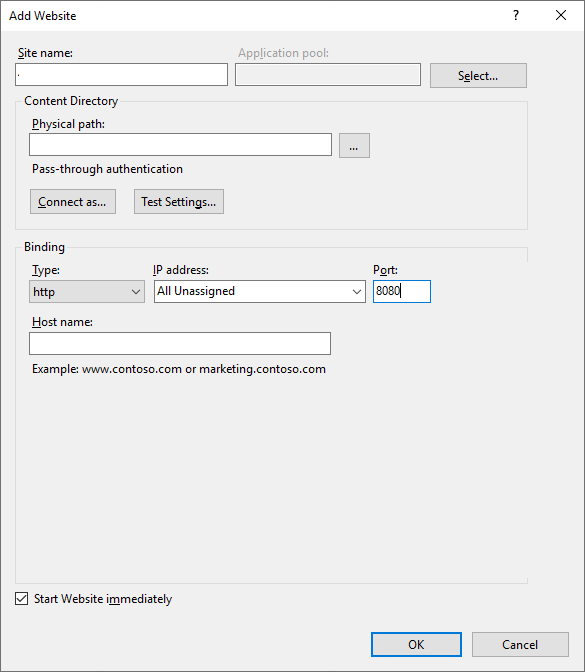 Add Website
?
Site name:
Application pool:
.
Select...
Content Directory
Physical path:
...
Pass-through authentication
Connect as...
Test Settings...
Binding
Type:
IP address:
Port:
http
All Unassigned
8080
Host name:
Example: www.contoso.com or marketing.contoso.com
Start Website immediately
OK
Cancel